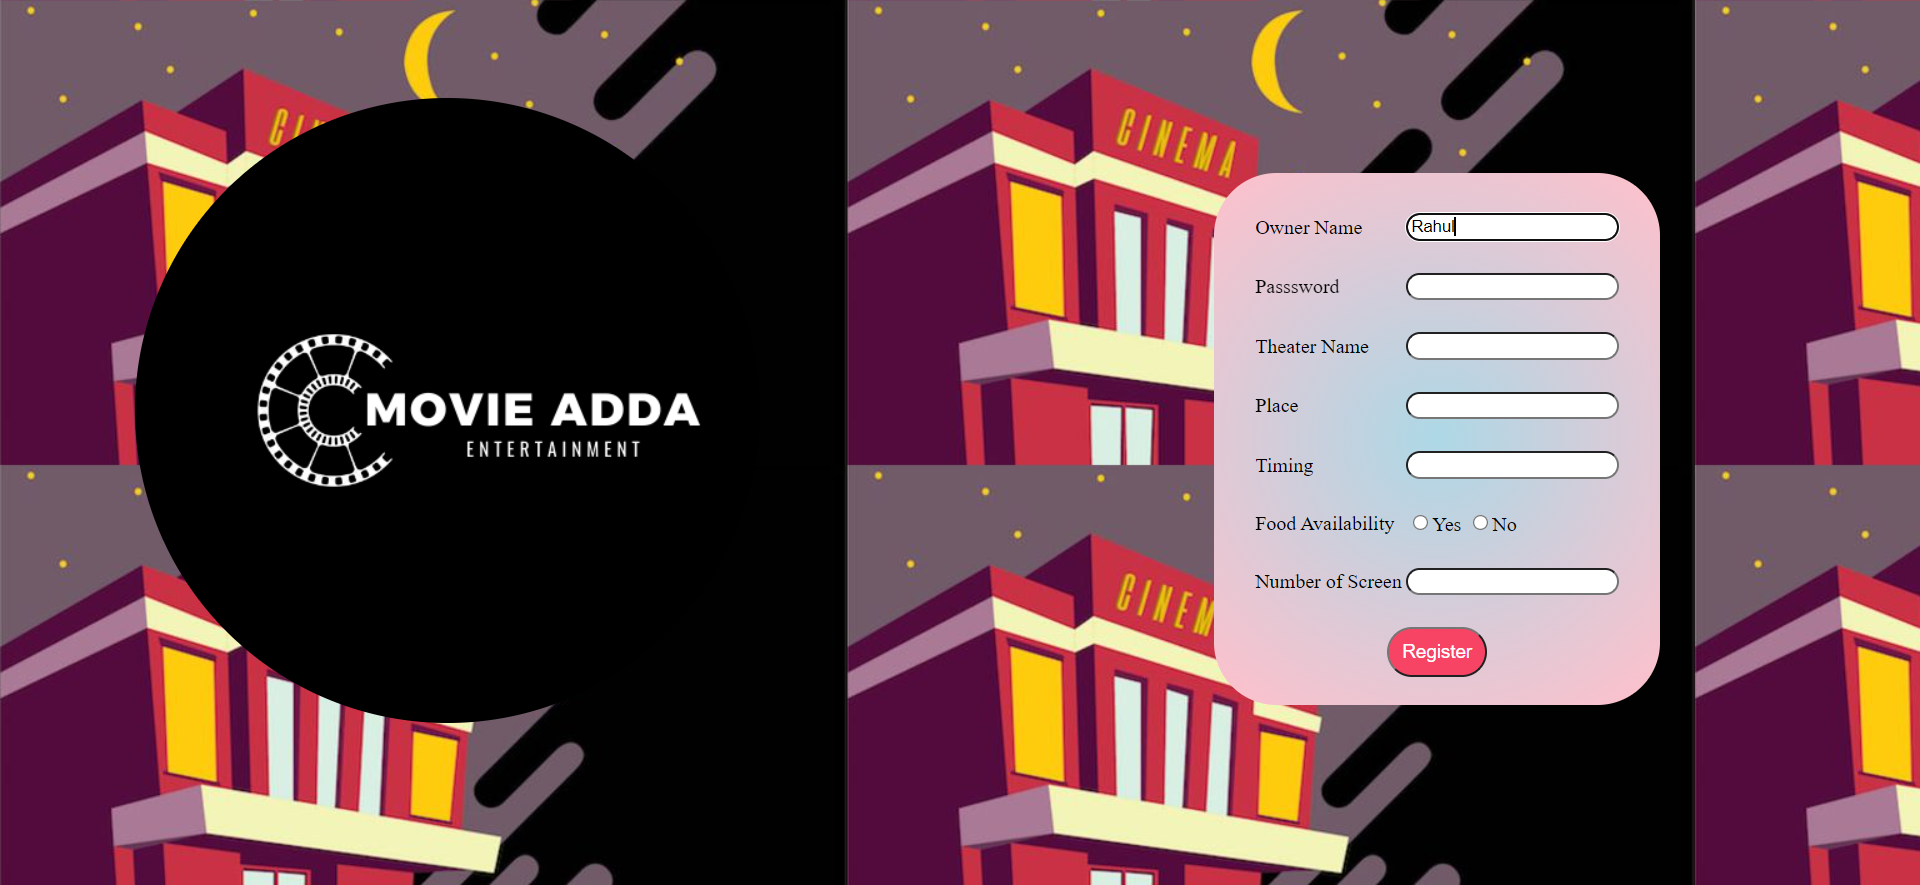 CIN
CINEMA
MOVIE ADDA
ENTERTAINMENT
Owner Name Rahul
Passsword
Theater Name
Place
Timing
Food Availability Yes No
Number of Screen
Register
CINEM